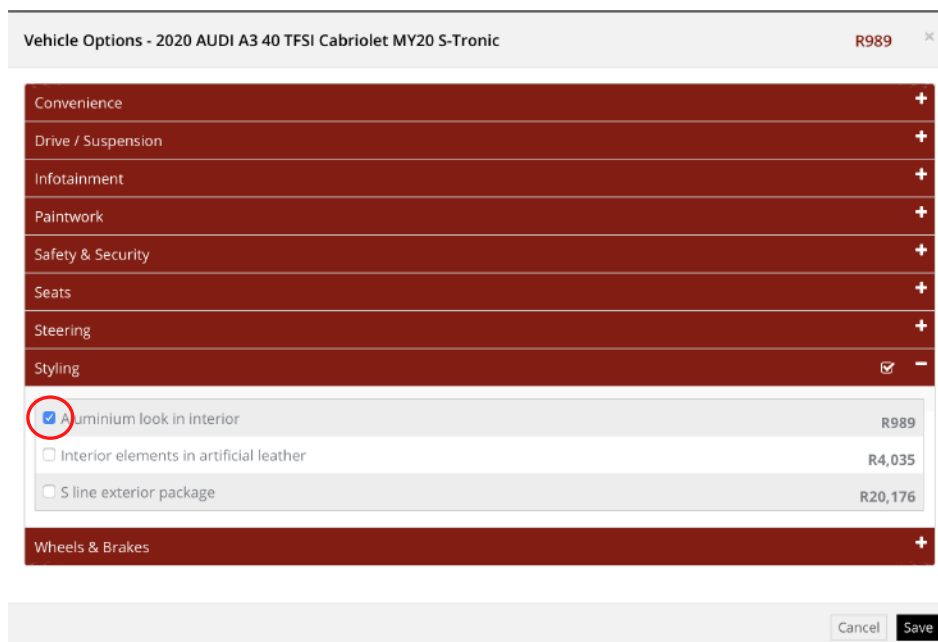 Vehicle Options - 2020 AUDI A3 40 TFSI Cabriolet MY20 S-Tronic R989 ×
Convenience
Drive / Suspension
Infotainment
Paintwork
Safety & Security
Seats
Steering
Styling
Aluminium look in interior R989
Interior elements in artificial leather R4,035
S line exterior package R20,176
Wheels & Brakes
Cancel Save